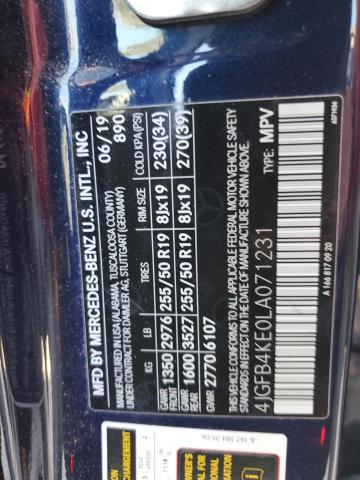 MFD BY MERCEDES-BENZ U.S. INTL., INC 06/19
MANUFACTURED IN USA (ALABAMA, TUSCALOOSA COUNTY) 890
UNDER CONTRACT FOR DAIMLER AG, STUTTGART (GERMANY)
KG LB TIRES RIM SIZE COLD KPA(PSI)
GAWR FRONT 1350 2976 255/50 R19 8Jx19 230(34)
GAWR REAR 1600 3527 255/50 R19 8Jx19 270(39)
GVWR 2770 6107
THIS VEHICLE CONFORMS TO ALL APPLICABLE FEDERAL MOTOR VEHICLE SAFETY
STANDARDS IN EFFECT ON THE DATE OF MANUFACTURE SHOWN ABOVE.
4JGFB4KE0LA071231 TYPE: MPV
A 166 817 09 20
A 167 584 05 06